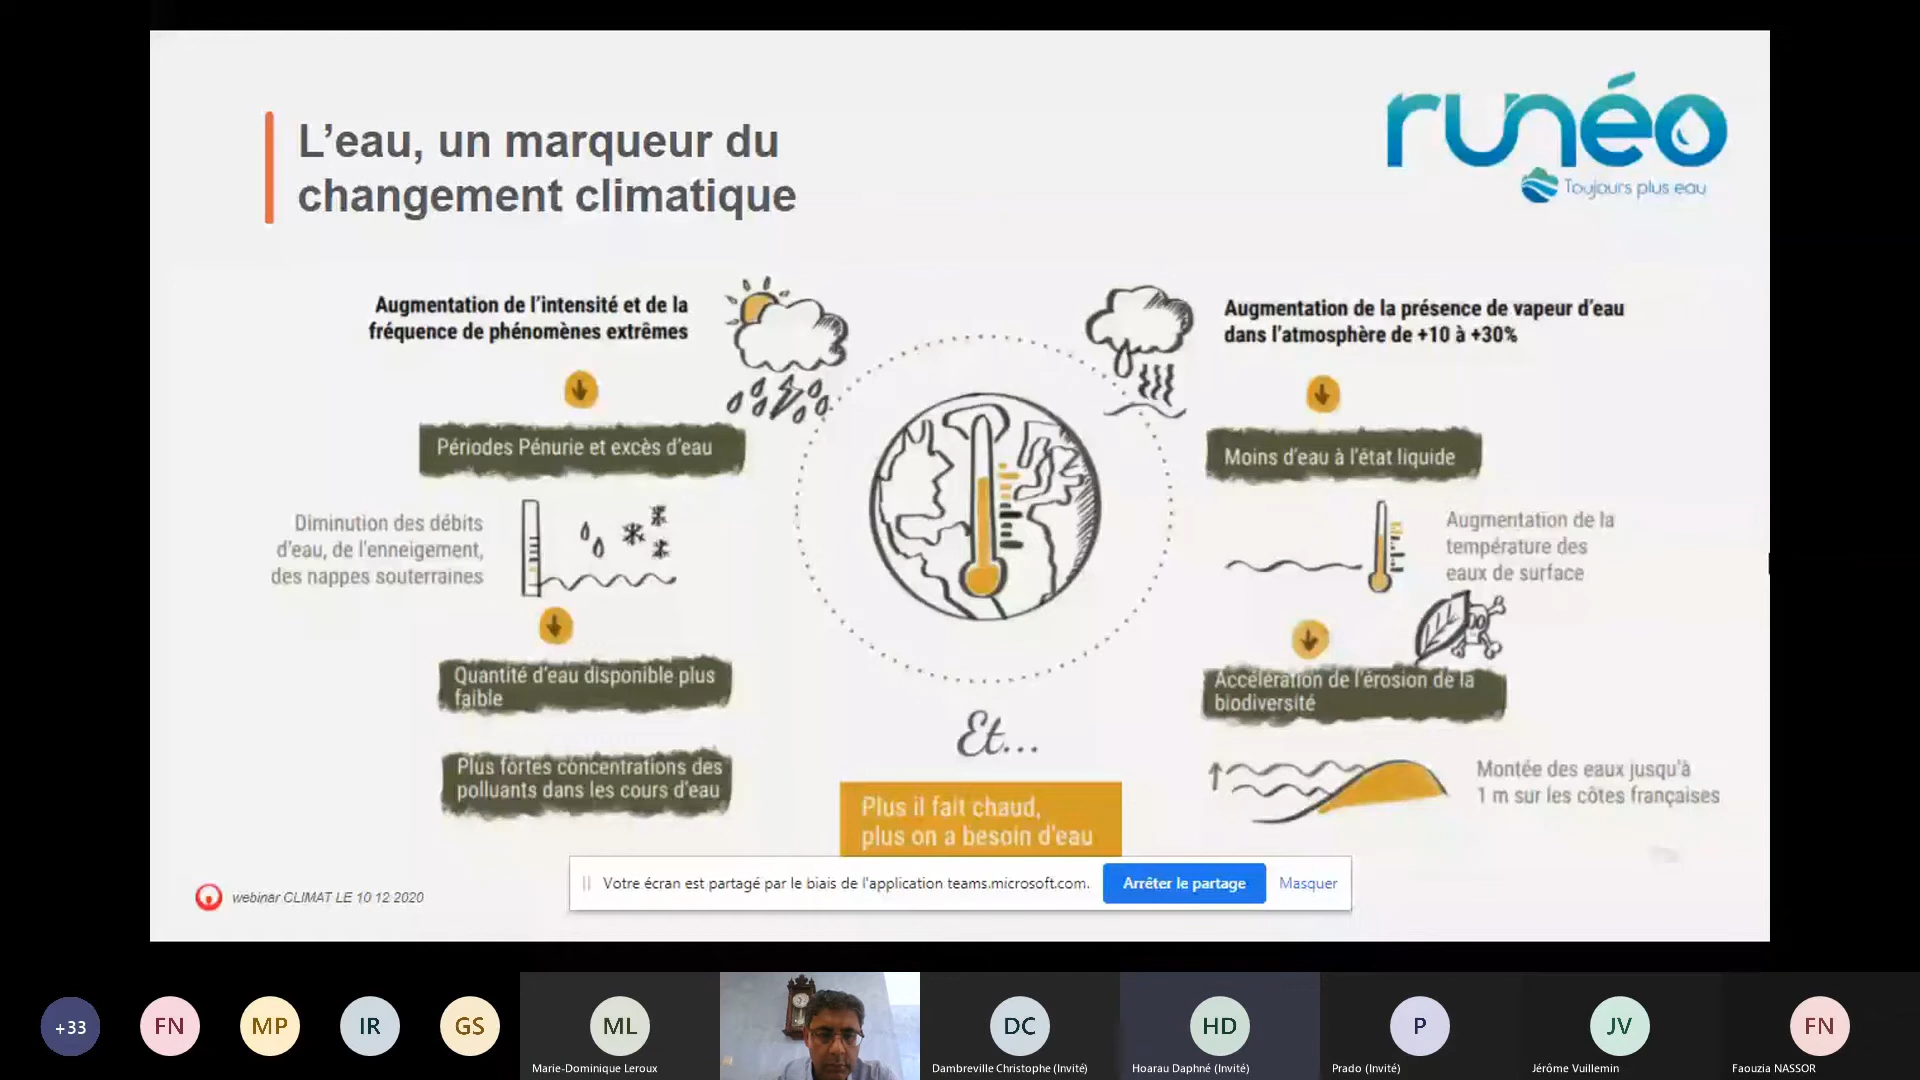 L'eau, un marqueur du
changement climatique
runéo
Toujours plus eau
Augmentation de l'intensité et de la
fréquence de phénomènes extrêmes
Périodes Pénurie et excès d'eau
Diminution des débits
d'eau, de l'enneigement,
des nappes souterraines
Quantité d'eau disponible plus
faible
Plus fortes concentrations des
polluants dans les cours d'eau
Augmentation de la présence de vapeur d'eau
dans l'atmosphère de +10 à +30%
Moins d'eau à l'état liquide
Augmentation de la
température des
eaux de surface
Accélération de l'érosion de la
biodiversité
Montée des eaux jusqu'à
1 m sur les côtes françaises
Et...
Plus il fait chaud,
plus on a besoin d'eau
webinar CLIMAT LE 10 12 2020
Votre écran est partagé par le biais de l'application teams.microsoft.com.
Arrêter le partage
Masquer
+33
FN
MP
IR
GS
ML
Marie-Dominique Leroux
DC
Dambreville Christophe (Invité)
HD
Hoarau Daphné (Invité)
P
Prado (Invité)
JV
Jérôme Vuillemin
FN
Faouzia NASSOR